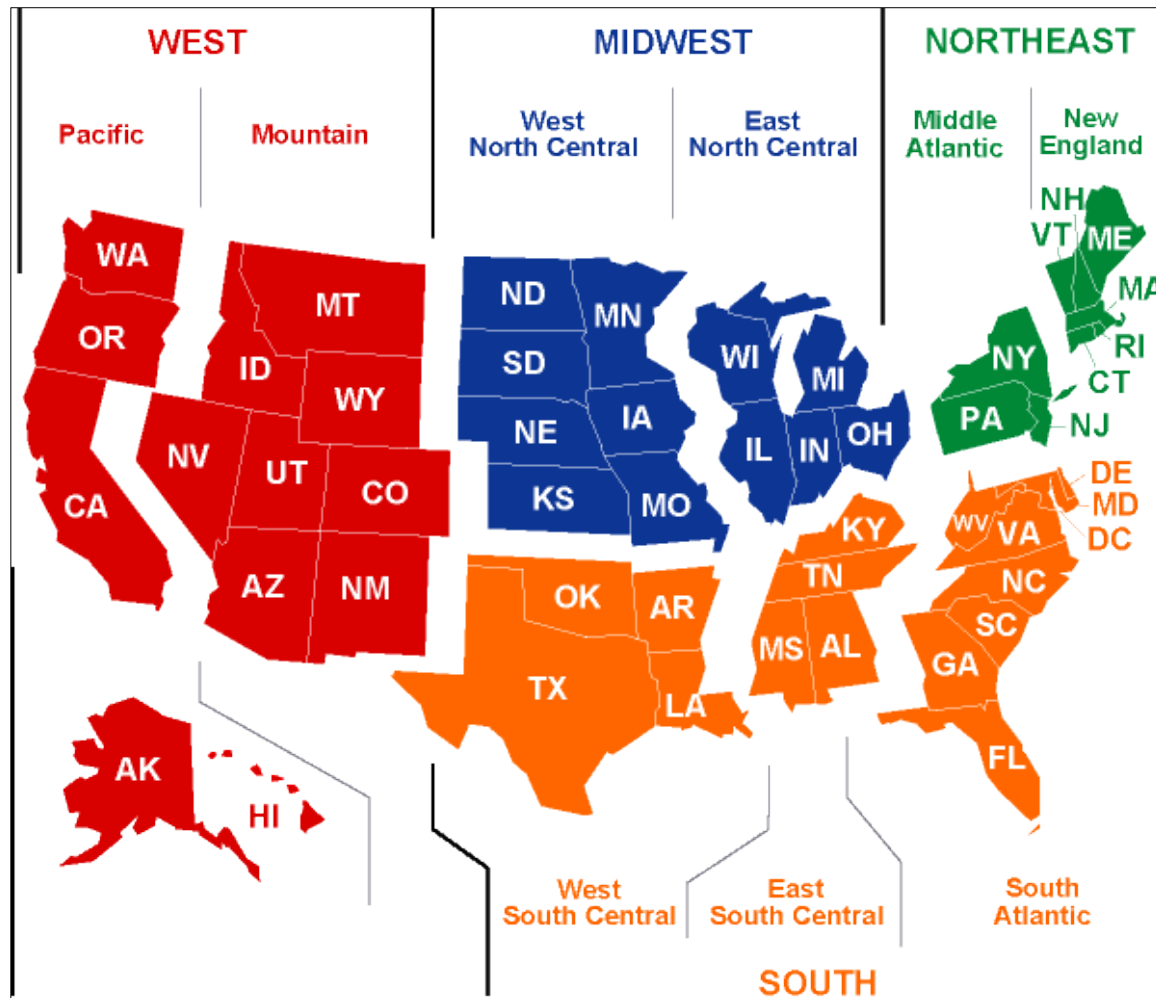 WEST
MIDWEST
NORTHEAST
Pacific
Mountain
West
North Central
East
North Central
Middle
Atlantic
New
England
NH
VT
ME
MA
RI
CT
NY
PA
NJ
WA
OR
CA
MT
ID
WY
NV
UT
CO
AZ
NM
AK
HI
ND
SD
NE
KS
MN
IA
MO
WI
MI
IL
IN
OH
OK
AR
TX
LA
KY
TN
MS
AL
DE
MD
DC
WV
VA
NC
SC
GA
FL
West
South Central
East
South Central
South
Atlantic
SOUTH